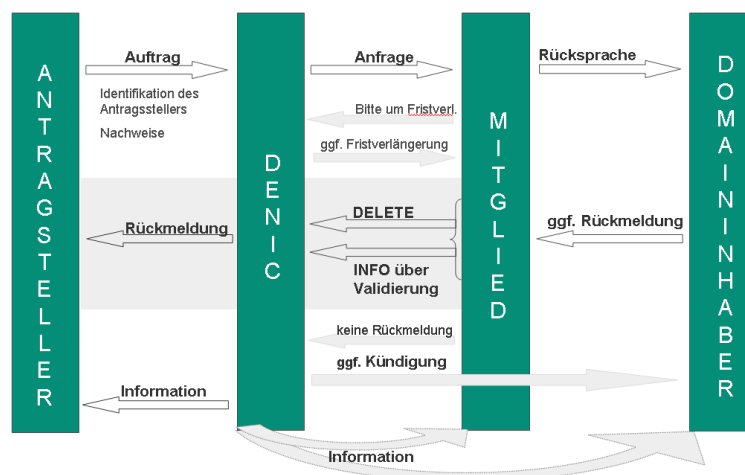 ANTRAGSTELLER
DENIC
MITGLIED
DOMAININHABER
Auftrag
Anfrage
Rücksprache
Identifikation des
Antragsstellers
Nachweise
Bitte um Fristverl.
ggf. Fristverlängerung
DELETE
Rückmeldung
ggf. Rückmeldung
INFO über
Validierung
keine Rückmeldung
ggf. Kündigung
Information
Information